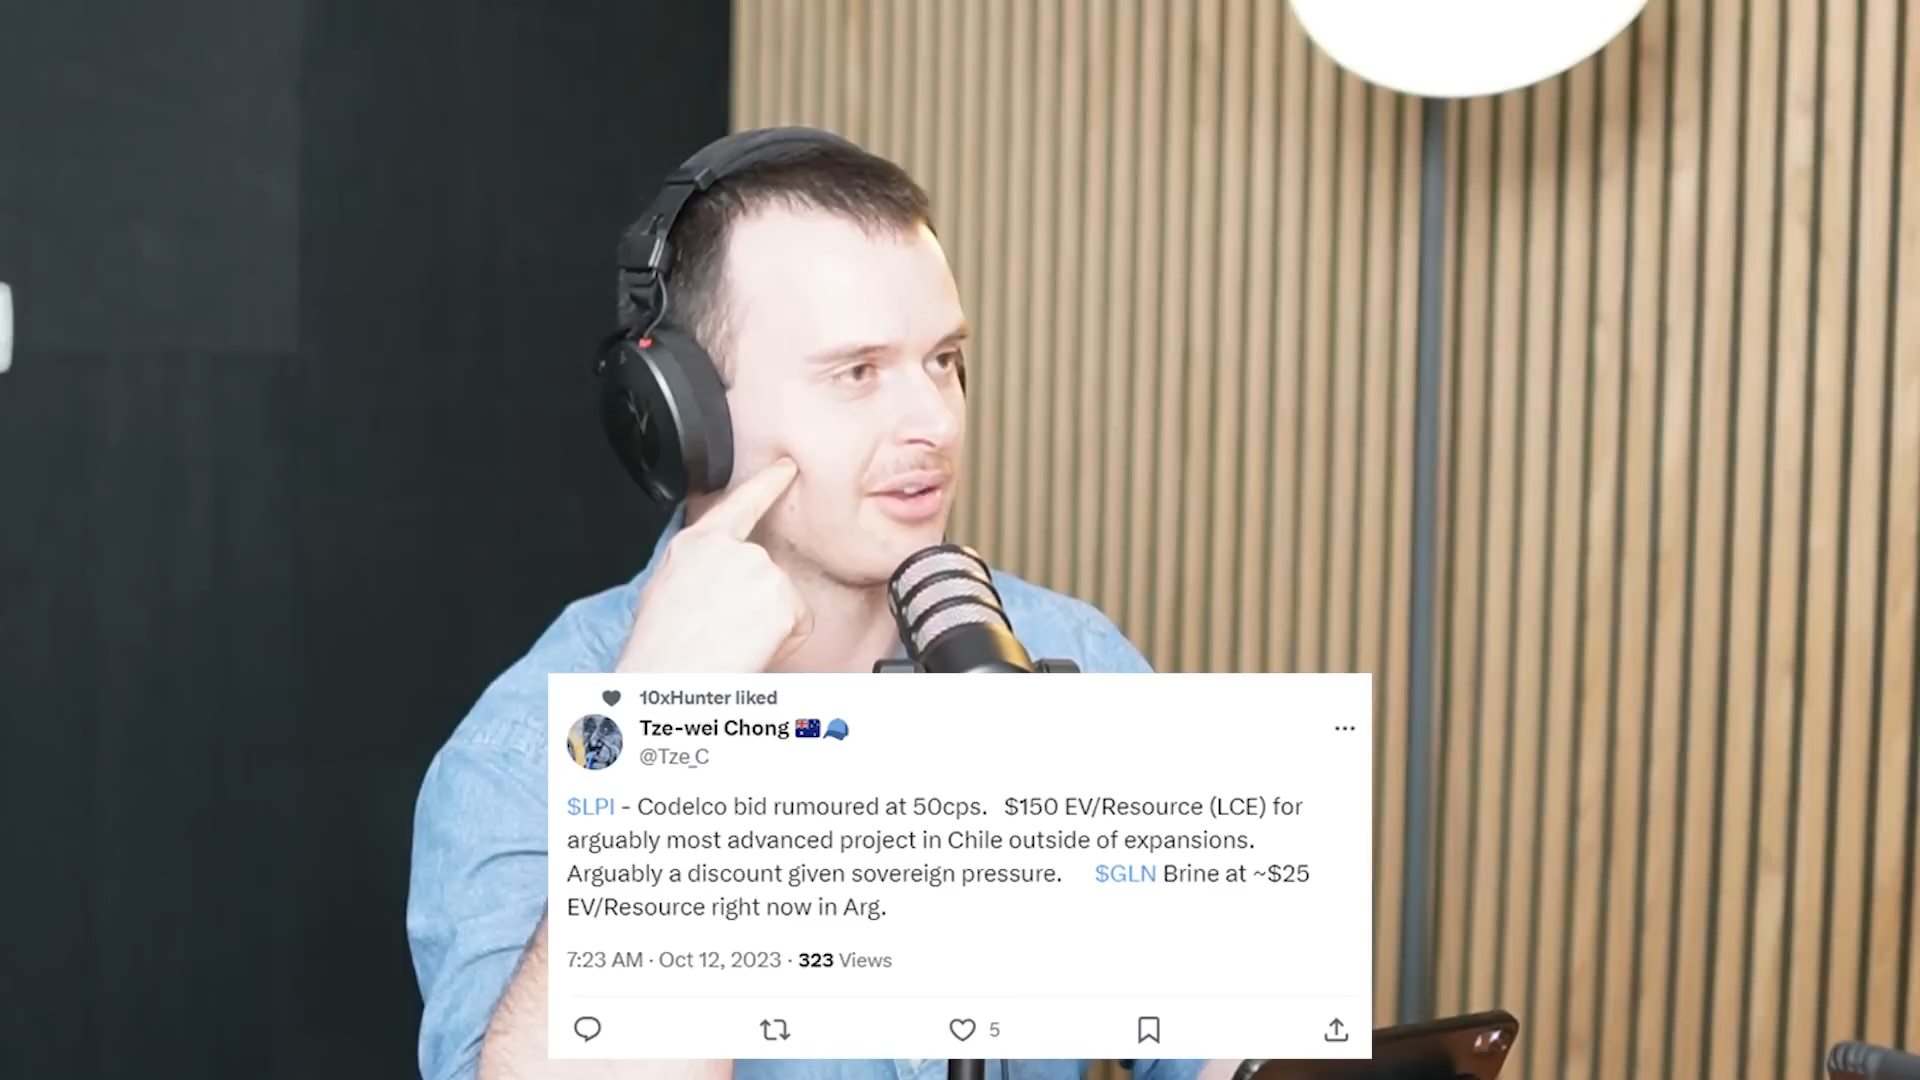 10xHunter liked
Tze-wei Chong 🇦🇺🧢
@Tze_C
$LPI - Codelco bid rumoured at 50cps. $150 EV/Resource (LCE) for
arguably most advanced project in Chile outside of expansions.
Arguably a discount given sovereign pressure. $GLN Brine at ~$25
EV/Resource right now in Arg.
7:23 AM · Oct 12, 2023 · 323 Views
5